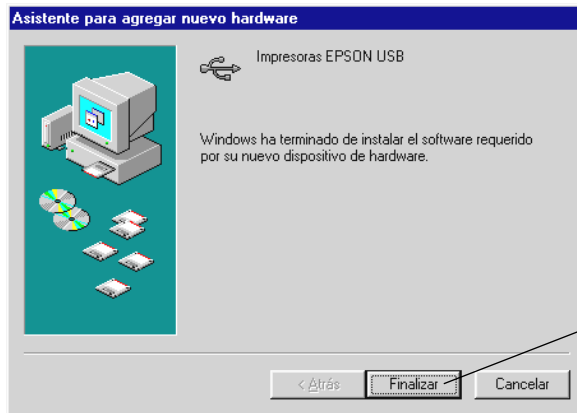 Asistente para agregar nuevo hardware
Impresoras EPSON USB
Windows ha terminado de instalar el software requerido
por su nuevo dispositivo de hardware.
< Atrás
Finalizar
Cancelar